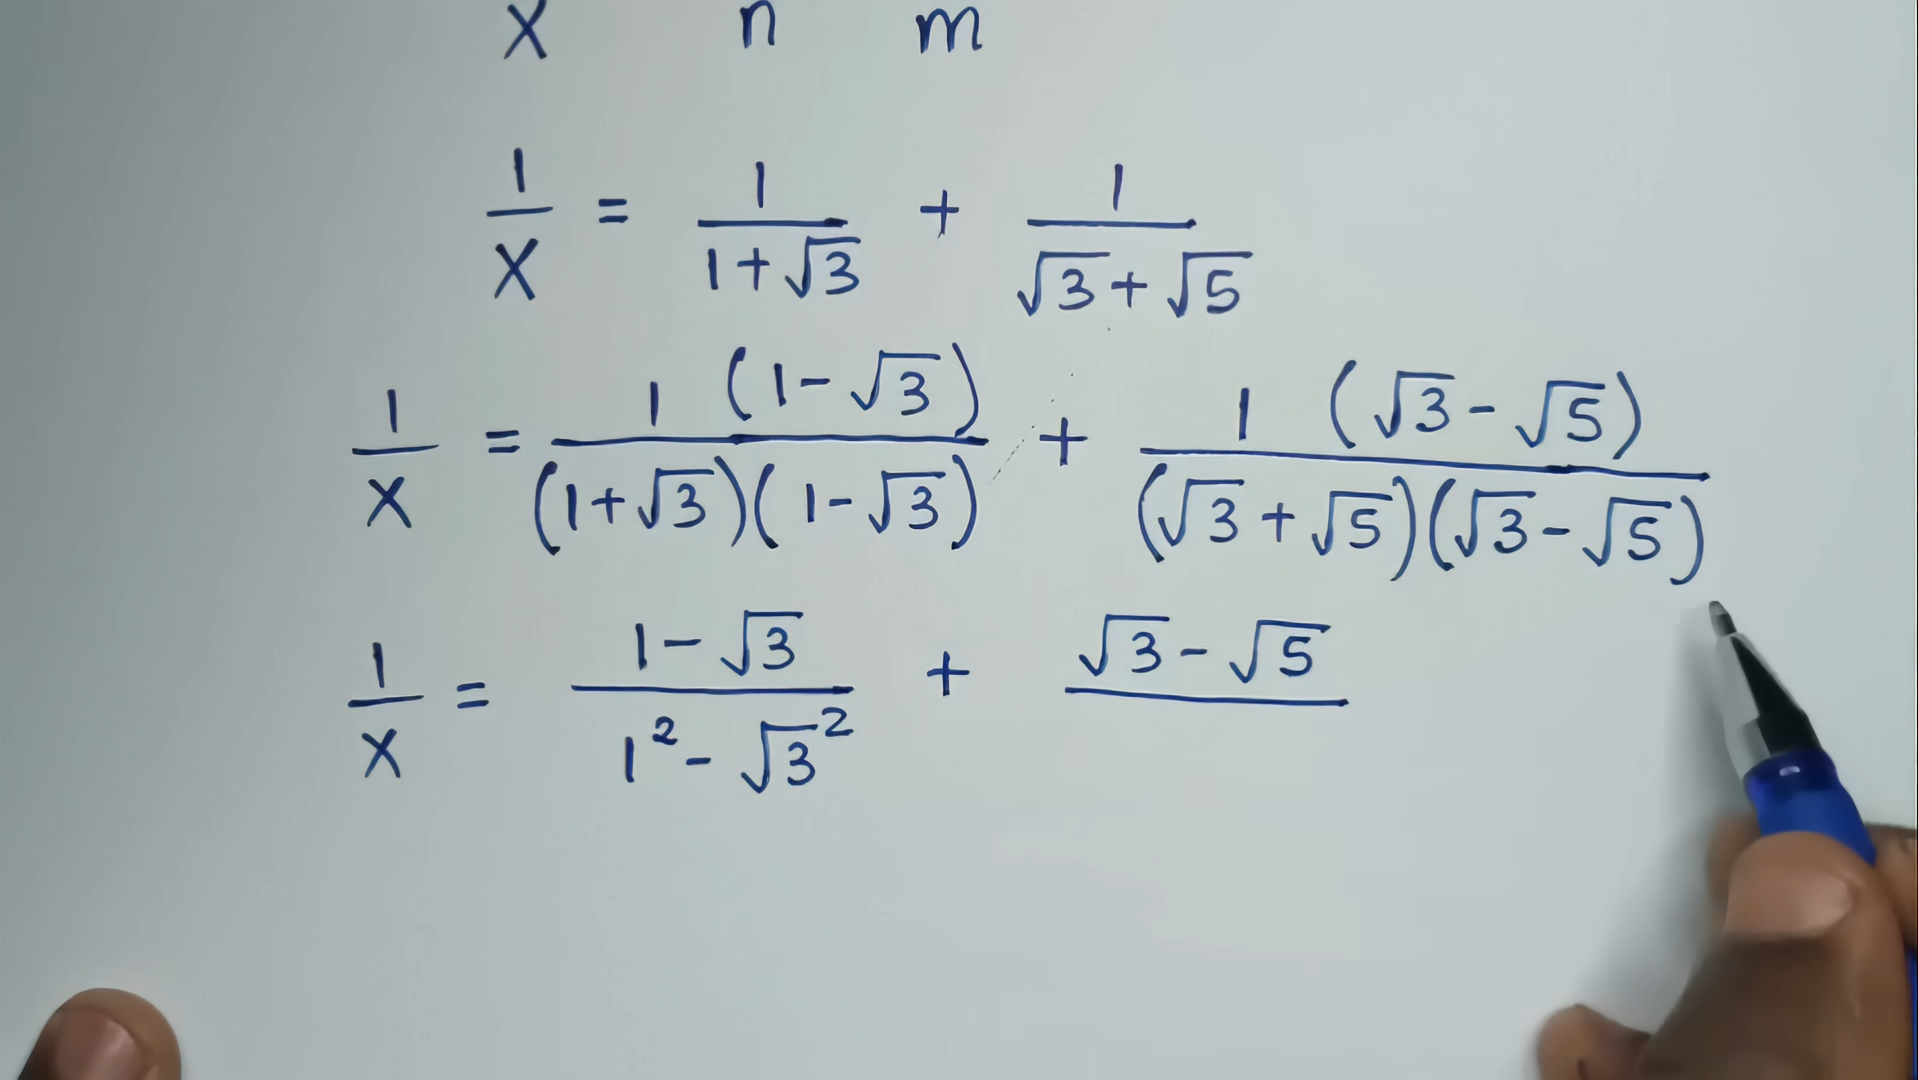 x n m
1/x = 1/(1+√3) + 1/(√3+√5)
1/x = 1(1-√3)/((1+√3)(1-√3)) + 1(√3-√5)/((√3+√5)(√3-√5))
1/x = (1-√3)/(1²-√3²) + (√3-√5)/